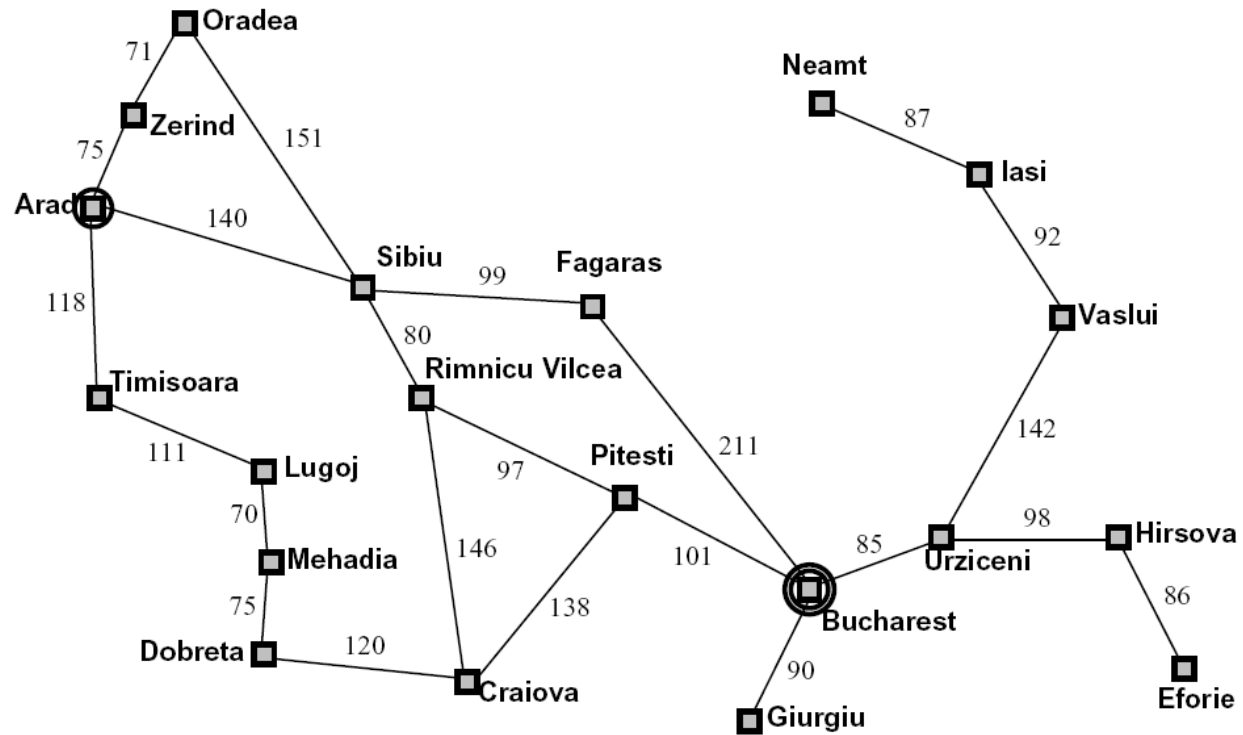 Oradea
71
Neamt
87
Zerind
151
75
Iasi
Arad
140
92
Sibiu
Fagaras
99
118
Vaslui
80
Rimnicu Vilcea
Timisoara
142
211
111
Pitesti
97
Lugoj
70
98
Hirsova
146
101
85
Urziceni
Mehadia
75
138
86
Bucharest
Dobreta
120
90
Craiova
Eforie
Giurgiu